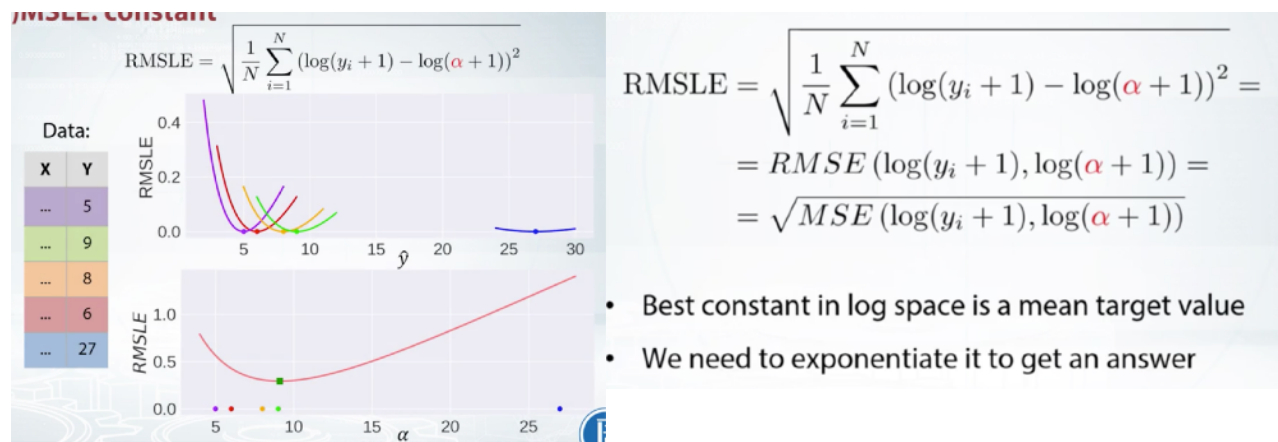 )MSLE: constant
RMSLE = √(1/N ∑_{i=1}^{N} (log(y_i + 1) − log(α + 1))²)
Data:
X Y
... 5
... 9
... 8
... 6
... 27
RMSLE
0.4
0.2
0.0
5 10 15 20 25 30
ŷ
RMSLE
1.0
0.5
0.0
5 10 15 20 25
α
RMSLE = √(1/N ∑_{i=1}^{N} (log(y_i + 1) − log(α + 1))²) =
= RMSE (log(y_i + 1), log(α + 1)) =
= √(MSE (log(y_i + 1), log(α + 1)))
• Best constant in log space is a mean target value
• We need to exponentiate it to get an answer